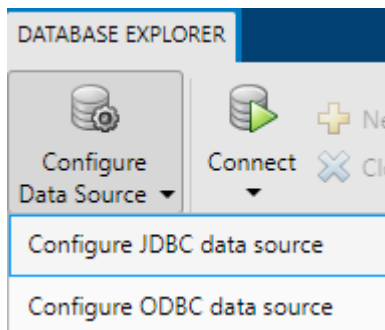 DATABASE EXPLORER
Configure
Data Source
Connect
Configure JDBC data source
Configure ODBC data source